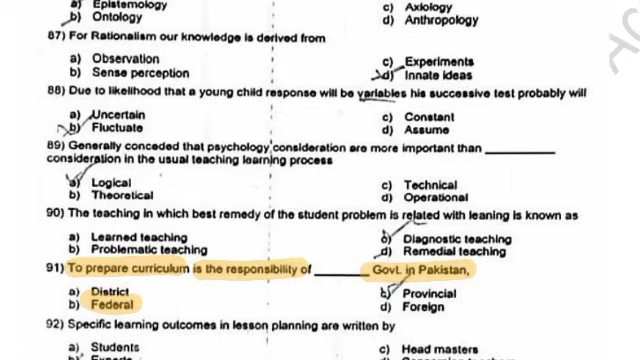 a) Epistemology c) Axiology
b) Ontology d) Anthropology
87) For Rationalism our knowledge is derived from
a) Observation c) Experiments
b) Sense perception d) Innate ideas
88) Due to likelihood that a young child response will be variables his successive test probably will
a) Uncertain c) Constant
b) Fluctuate d) Assume
89) Generally conceded that psychology consideration are more important than ___________
consideration in the usual teaching learning process
a) Logical c) Technical
b) Theoretical d) Operational
90) The teaching in which best remedy of the student problem is related with leaning is known as
a) Learned teaching c) Diagnostic teaching
b) Problematic teaching d) Remedial teaching
91) To prepare curriculum is the responsibility of ________ Govt. in Pakistan,
a) District c) Provincial
b) Federal d) Foreign
92) Specific learning outcomes in lesson planning are written by
a) Students c) Head masters
b) Experts d)